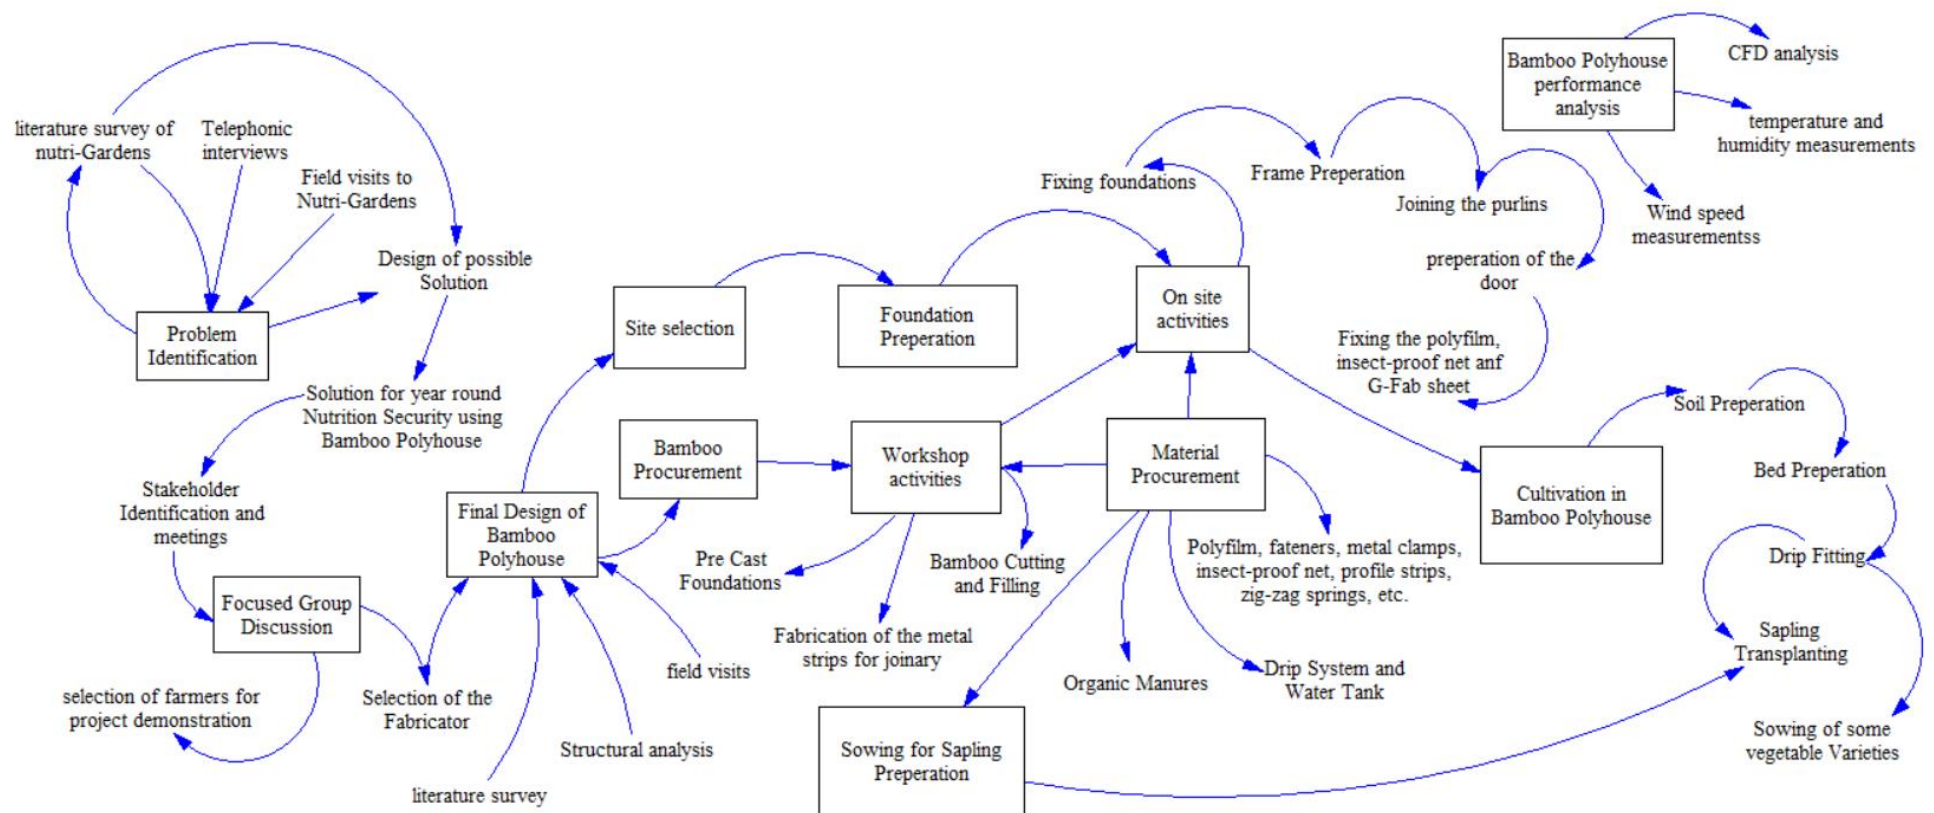 literature survey of
nutri-Gardens
Telephonic
interviews
Field visits to
Nutri-Gardens
Problem
Identification
Design of possible
Solution
Solution for year round
Nutrition Security using
Bamboo Polyhouse
Stakeholder
Identification and
meetings
Focused Group
Discussion
selection of farmers for
project demonstration
Selection of the
Fabricator
literature survey
Structural analysis
field visits
Final Design of
Bamboo
Polyhouse
Site selection
Bamboo
Procurement
Foundation
Preperation
Workshop
activities
Pre Cast
Foundations
Fabrication of the metal
strips for joinary
Bamboo Cutting
and Filling
Material
Procurement
Polyfilm, fateners, metal clamps,
insect-proof net, profile strips,
zig-zag springs, etc.
Organic Manures
Drip System and
Water Tank
Sowing for Sapling
Preperation
On site
activities
Fixing foundations
Frame Preperation
Joining the purlins
preperation of the
door
Fixing the polyfilm,
insect-proof net anf
G-Fab sheet
Bamboo Polyhouse
performance
analysis
CFD analysis
temperature and
humidity measurements
Wind speed
measurementss
Cultivation in
Bamboo Polyhouse
Soil Preperation
Bed Preperation
Drip Fitting
Sapling
Transplanting
Sowing of some
vegetable Varieties